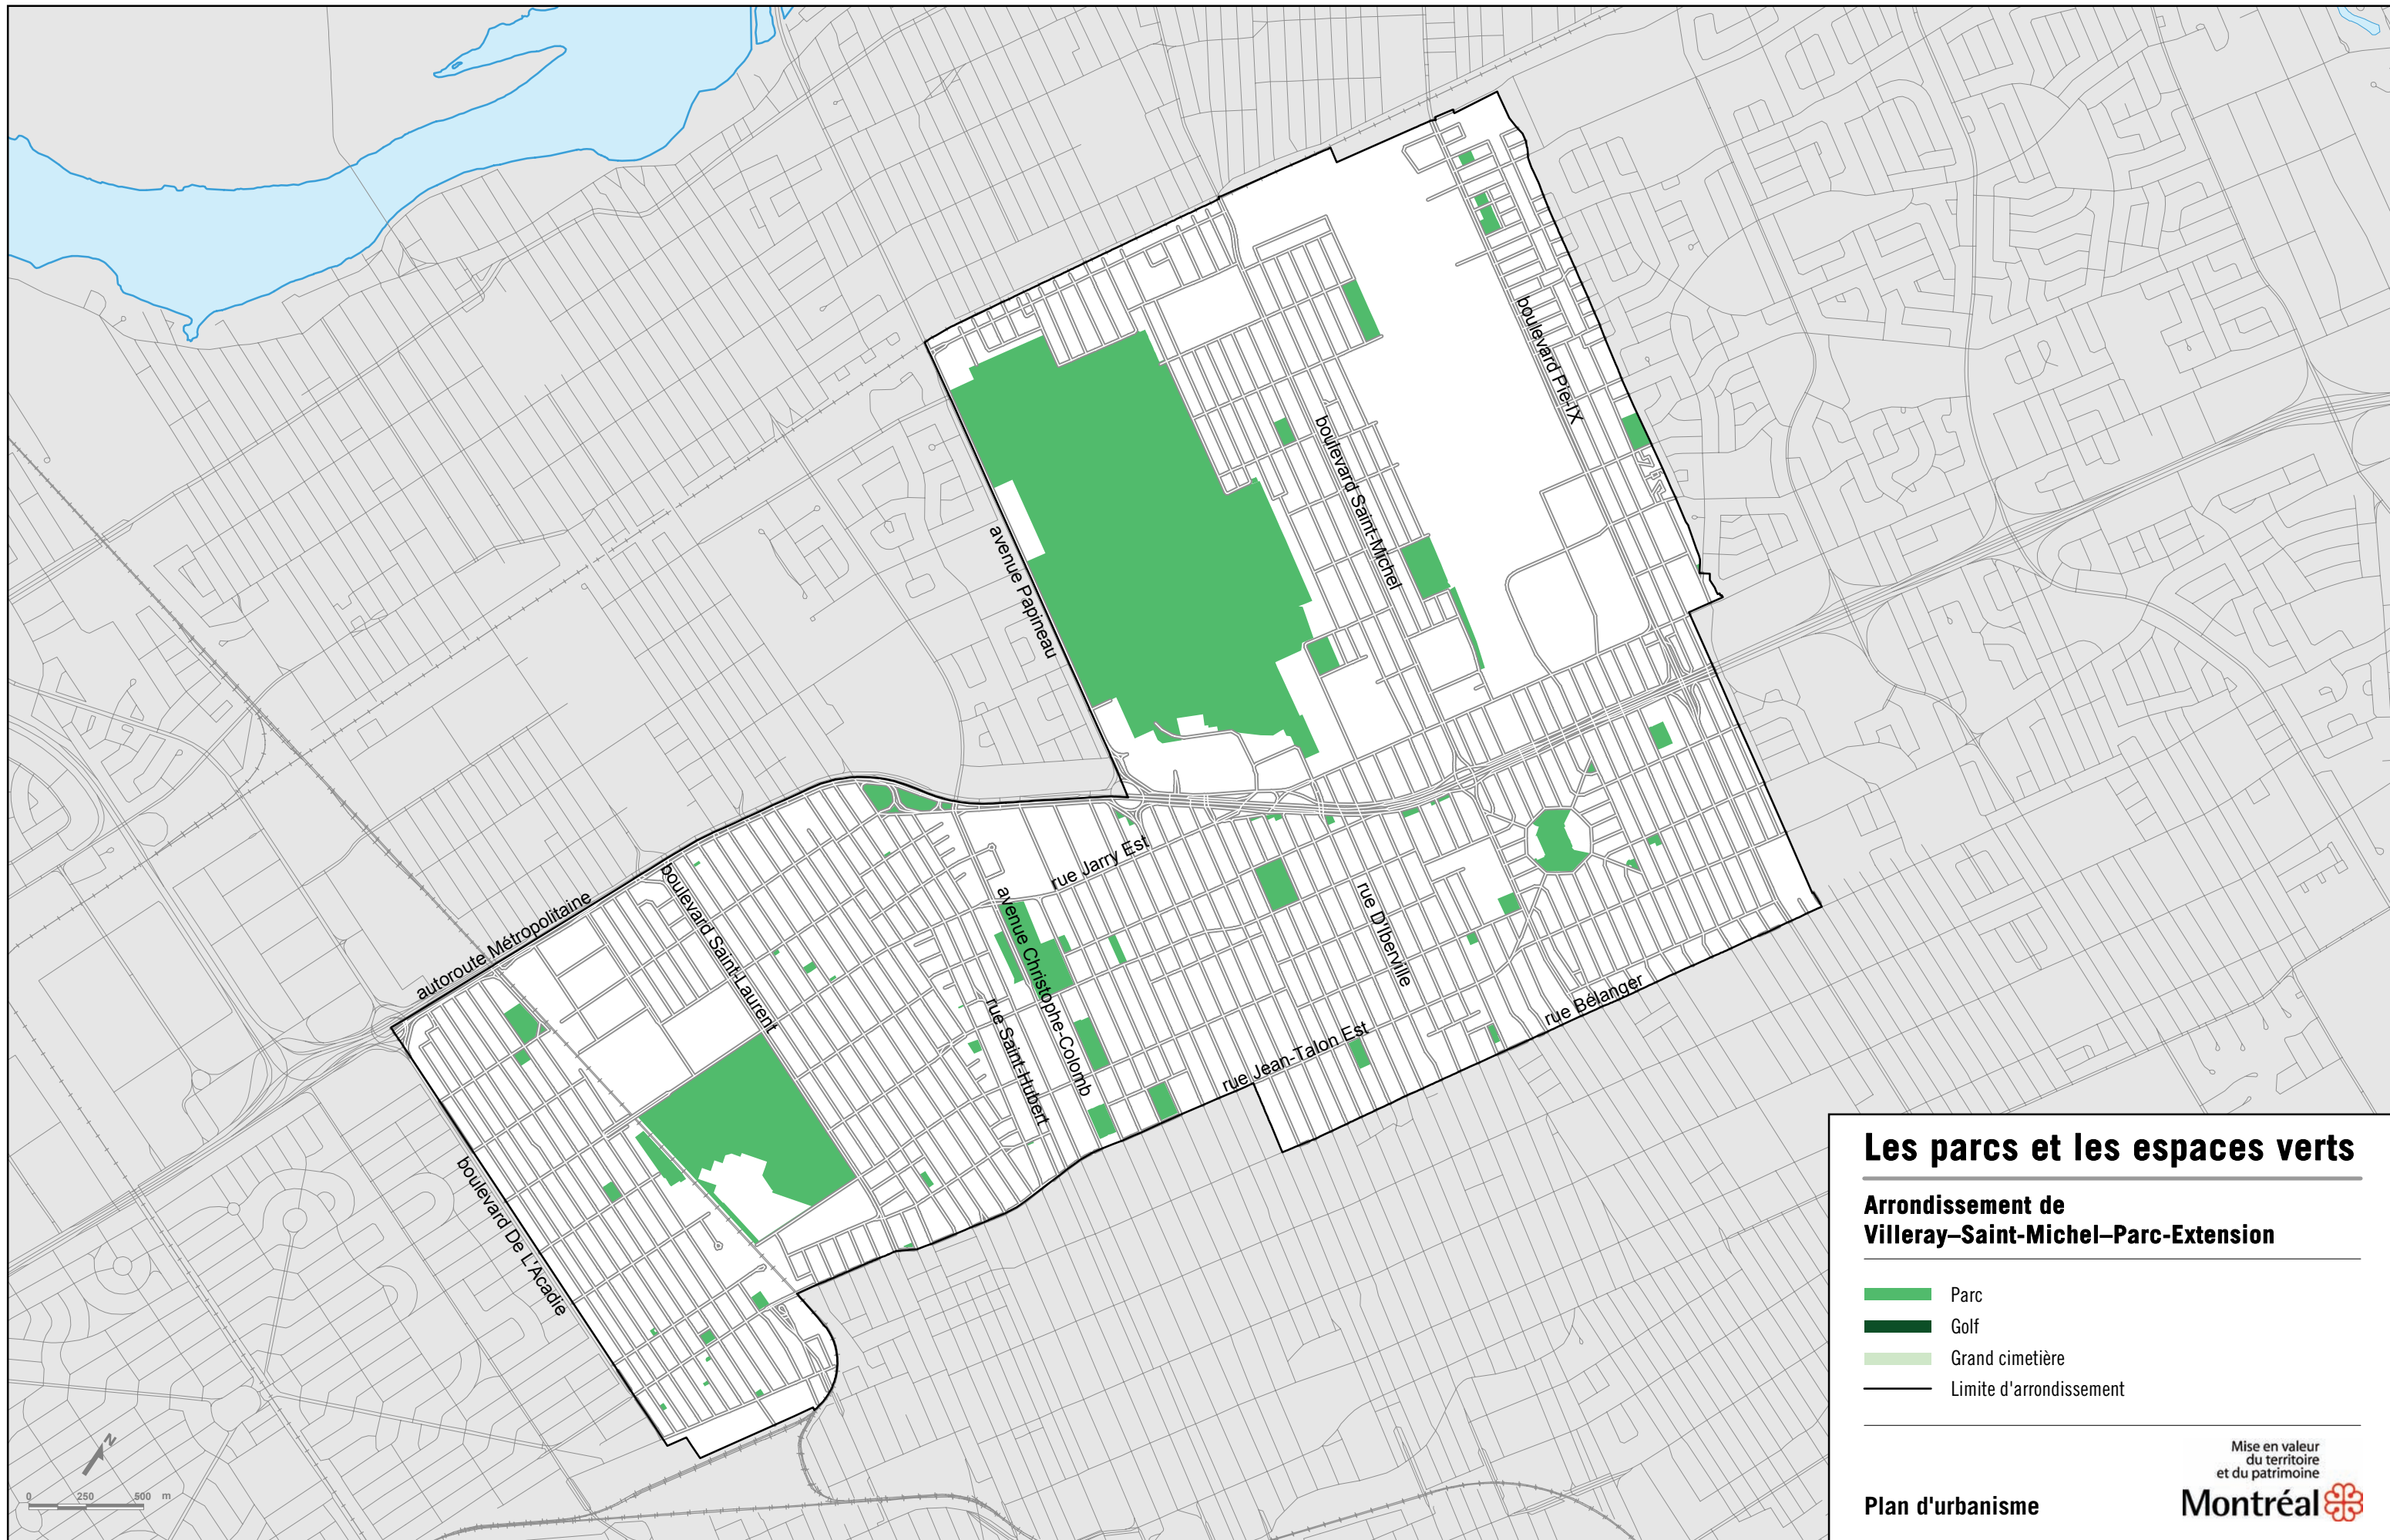 boulevard Pie-IX
boulevard Saint-Michel
avenue Papineau
rue Jarry Est
autoroute Métropolitaine
boulevard Saint-Laurent
avenue Christophe-Colomb
rue D'Iberville
rue Saint-Hubert
rue Bélanger
rue Jean-Talon Est
boulevard De L'Acadie
N
0 250 500 m
Les parcs et les espaces verts
Arrondissement de
Villeray–Saint-Michel–Parc-Extension
Parc
Golf
Grand cimetière
Limite d'arrondissement
Mise en valeur
du territoire
et du patrimoine
Plan d'urbanisme
Montréal